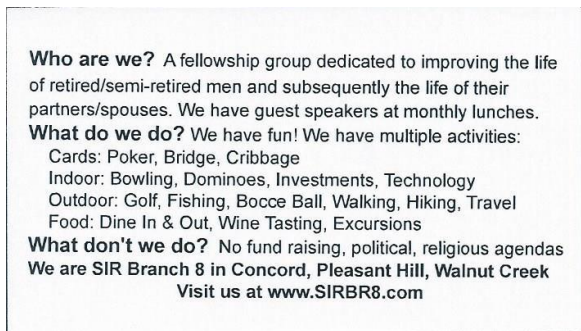 Who are we? A fellowship group dedicated to improving the life
of retired/semi-retired men and subsequently the life of their
partners/spouses. We have guest speakers at monthly lunches.
What do we do? We have fun! We have multiple activities:
Cards: Poker, Bridge, Cribbage
Indoor: Bowling, Dominoes, Investments, Technology
Outdoor: Golf, Fishing, Bocce Ball, Walking, Hiking, Travel
Food: Dine In & Out, Wine Tasting, Excursions
What don't we do? No fund raising, political, religious agendas
We are SIR Branch 8 in Concord, Pleasant Hill, Walnut Creek
Visit us at www.SIRBR8.com